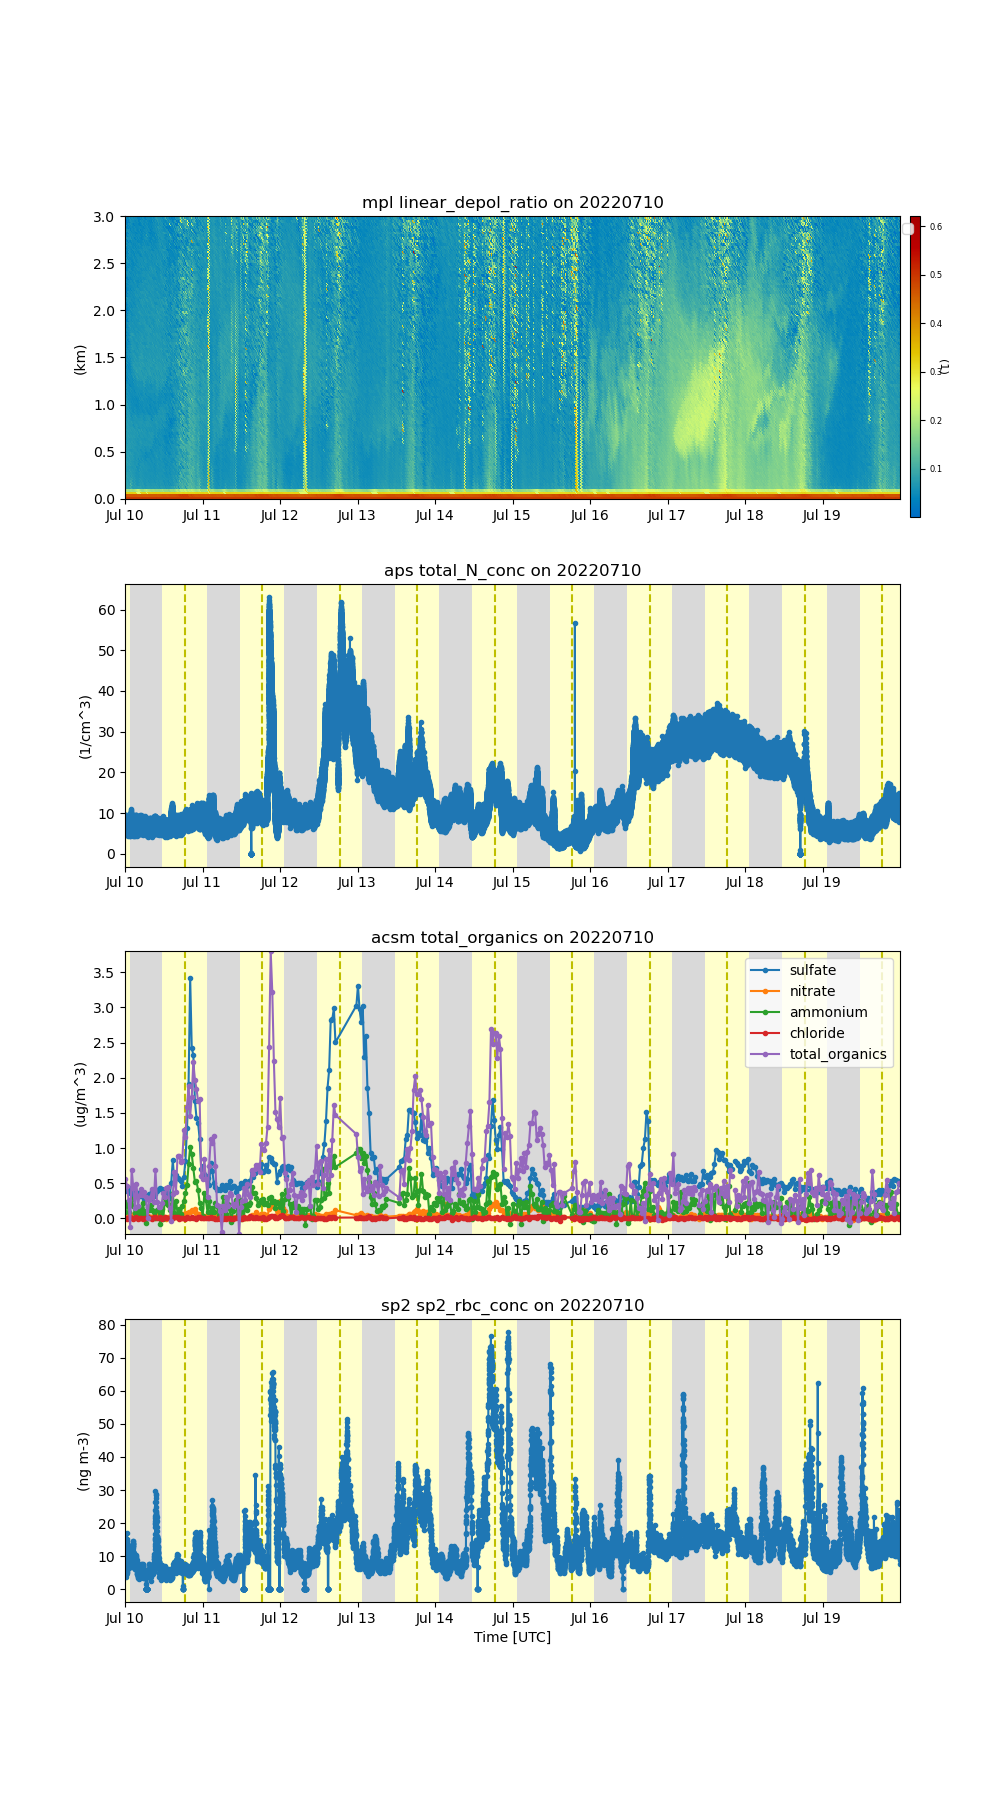 mpl linear_depol_ratio on 20220710
3.0
2.5
2.0
1.5
1.0
0.5
0.0
(km)
0.6
0.5
0.4
0.3
0.2
0.1
(1)
Jul 10 Jul 11 Jul 12 Jul 13 Jul 14 Jul 15 Jul 16 Jul 17 Jul 18 Jul 19
aps total_N_conc on 20220710
60
50
40
30
20
10
0
(1/cm^3)
Jul 10 Jul 11 Jul 12 Jul 13 Jul 14 Jul 15 Jul 16 Jul 17 Jul 18 Jul 19
acsm total_organics on 20220710
3.5
3.0
2.5
2.0
1.5
1.0
0.5
0.0
(ug/m^3)
sulfate
nitrate
ammonium
chloride
total_organics
Jul 10 Jul 11 Jul 12 Jul 13 Jul 14 Jul 15 Jul 16 Jul 17 Jul 18 Jul 19
sp2 sp2_rbc_conc on 20220710
80
70
60
50
40
30
20
10
0
(ng m-3)
Jul 10 Jul 11 Jul 12 Jul 13 Jul 14 Jul 15 Jul 16 Jul 17 Jul 18 Jul 19
Time [UTC]